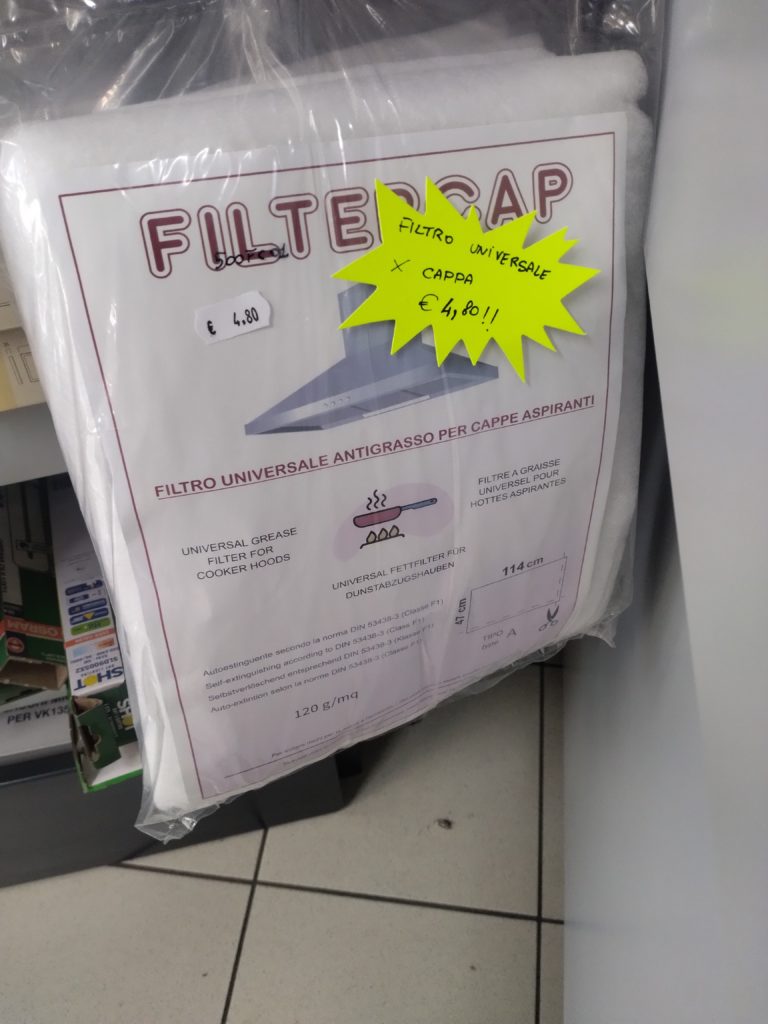 FILTERCAP
FILTRO UNIVERSALE
X CAPPA
€ 4,80!!
€ 4.80
FILTRO UNIVERSALE ANTIGRASSO PER CAPPE ASPIRANTI
UNIVERSAL GREASE
FILTER FOR
COOKER HOODS
FILTRE A GRAISSE
UNIVERSEL POUR
HOTTES ASPIRANTES
UNIVERSAL FETTFILTER FÜR
DUNSTABZUGSHAUBEN
114 cm
47 cm
TIPO
type A
Autoestinguente secondo la norma DIN 53438-3 (Classe F1)
Self-extinguishing according to DIN 53438-3 (Class F1)
Selbstverlöschend entsprechend DIN 53438-3 (Klasse F1)
Auto-extintion selon la norme DIN 53438-3 (Classe F1)
120 g/mq
OSRAM
SHOT
PER VK135